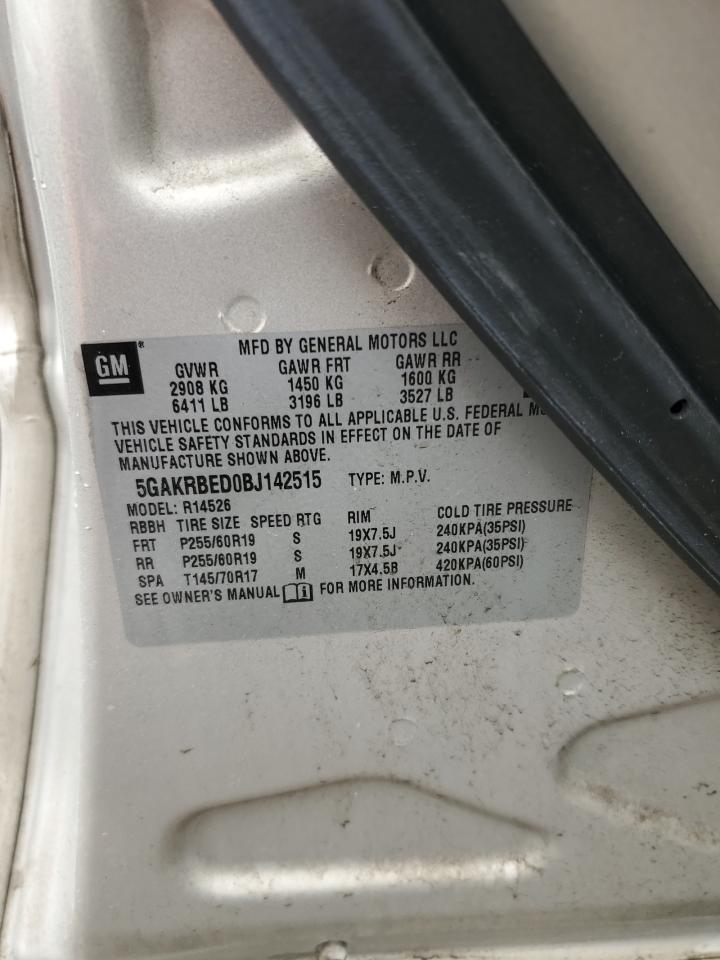 GM
MFD BY GENERAL MOTORS LLC
GVWR GAWR FRT GAWR RR
2908 KG 1450 KG 1600 KG
6411 LB 3196 LB 3527 LB
THIS VEHICLE CONFORMS TO ALL APPLICABLE U.S. FEDERAL
VEHICLE SAFETY STANDARDS IN EFFECT ON THE DATE OF
MANUFACTURE SHOWN ABOVE.
5GAKRBED0BJ142515 TYPE: M.P.V.
MODEL: R14526
RBBH TIRE SIZE SPEED RTG RIM COLD TIRE PRESSURE
FRT P255/60R19 S 19X7.5J 240KPA(35PSI)
RR P255/60R19 S 19X7.5J 240KPA(35PSI)
SPA T145/70R17 M 17X4.5B 420KPA(60PSI)
SEE OWNER'S MANUAL FOR MORE INFORMATION.